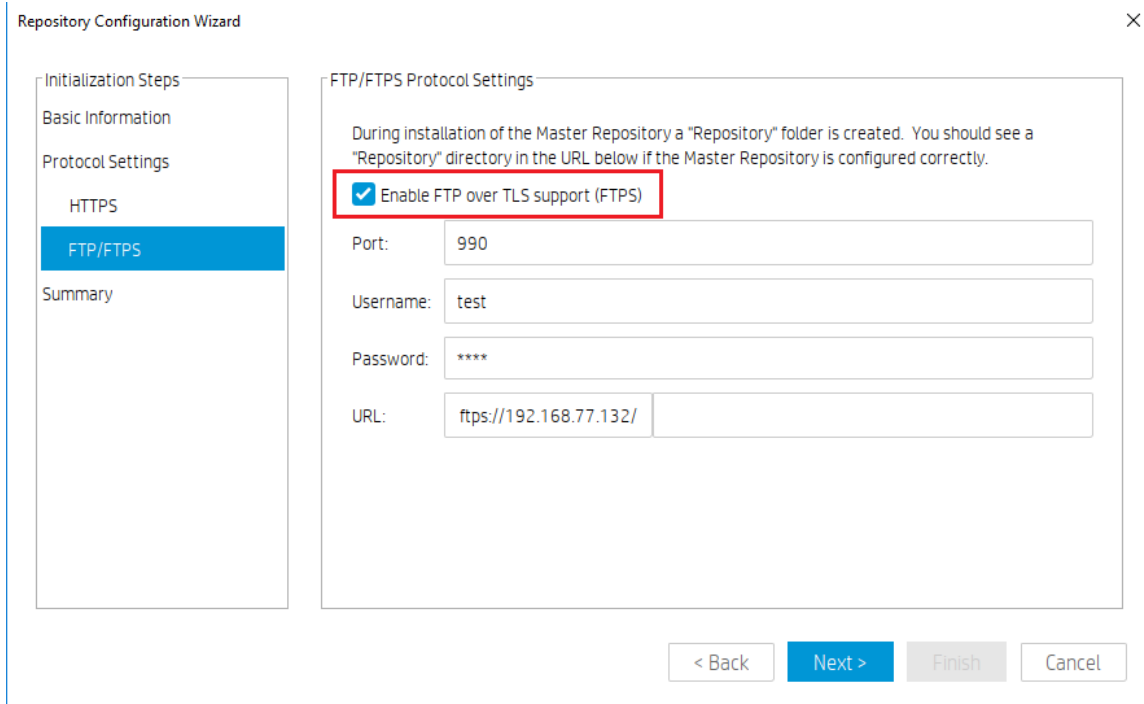 Repository Configuration Wizard
Initialization Steps
Basic Information
Protocol Settings
HTTPS
FTP/FTPS
Summary
FTP/FTPS Protocol Settings
During installation of the Master Repository a "Repository" folder is created. You should see a
"Repository" directory in the URL below if the Master Repository is configured correctly.
Enable FTP over TLS support (FTPS)
Port: 990
Username: test
Password: ****
URL: ftps://192.168.77.132/
< Back Next > Finish Cancel